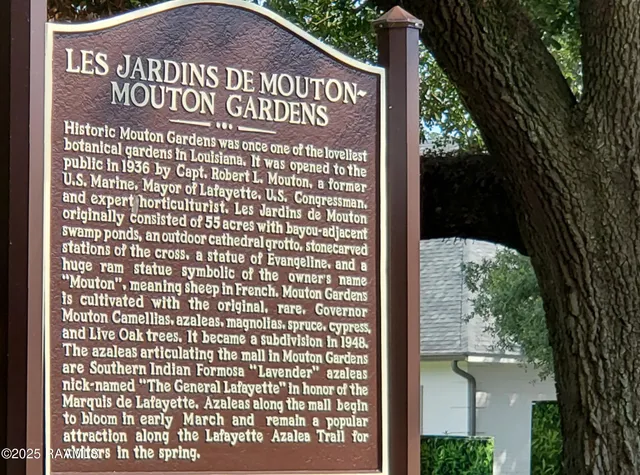 LES JARDINS DE MOUTON~
MOUTON GARDENS
Historic Mouton Gardens was once one of the loveliest
botanical gardens in Louisiana. It was opened to the
public in 1936 by Capt. Robert L. Mouton, a former
U.S. Marine, Mayor of Lafayette, U.S. Congressman,
and expert horticulturist. Les Jardins de Mouton
originally consisted of 55 acres with bayou-adjacent
swamp ponds, an outdoor cathedral grotto, stonecarved
stations of the cross, a statue of Evangeline, and a
huge ram statue symbolic of the owner's name
"Mouton", meaning sheep in French. Mouton Gardens
is cultivated with the original, rare, Governor
Mouton Camellias, azaleas, magnolias, spruce, cypress,
and Live Oak trees. It became a subdivision in 1948.
The azaleas articulating the mall in Mouton Gardens
are Southern Indian Formosa "Lavender" azaleas
nick-named "The General Lafayette" in honor of the
Marquis de Lafayette. Azaleas along the mall begin
to bloom in early March and remain a popular
attraction along the Lafayette Azalea Trail for
visitors in the spring.
©2025